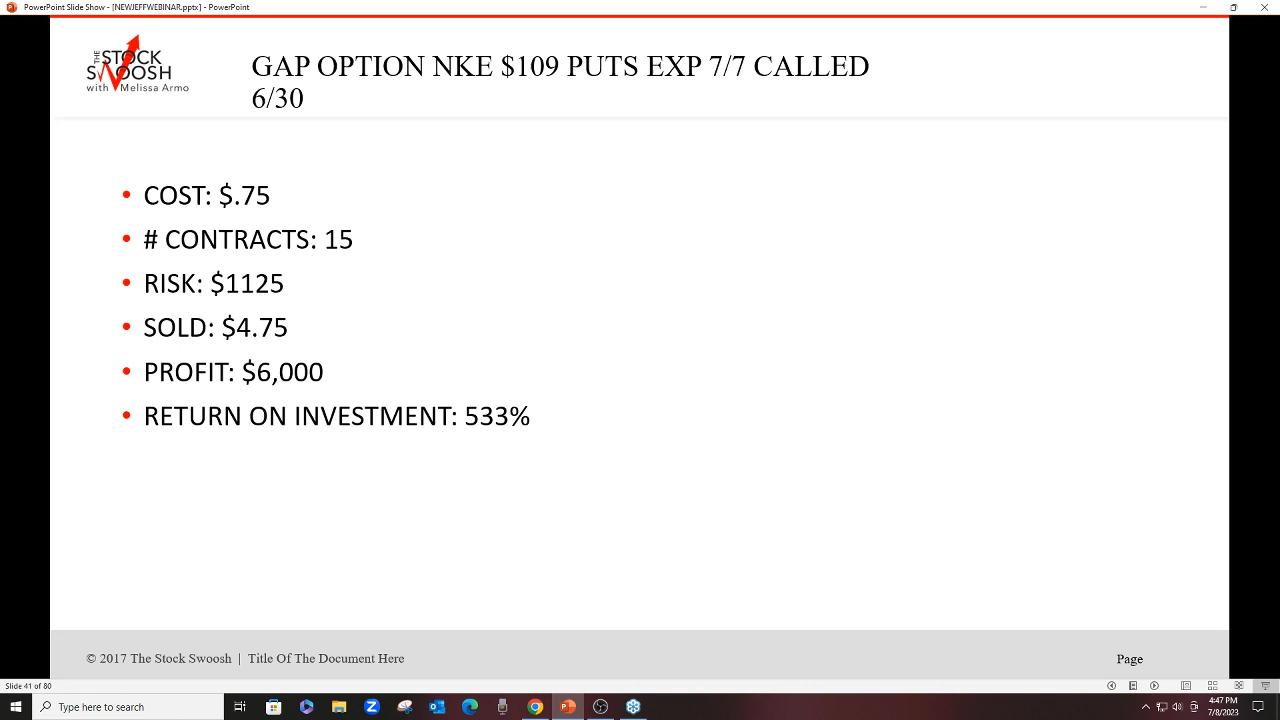 PowerPoint Slide Show - [NEWJEFFWEBINAR.pptx] - PowerPoint
THE STOCK
SWOOSH
with Melissa Armo
GAP OPTION NKE $109 PUTS EXP 7/7 CALLED
6/30
• COST: $.75
• # CONTRACTS: 15
• RISK: $1125
• SOLD: $4.75
• PROFIT: $6,000
• RETURN ON INVESTMENT: 533%
© 2017 The Stock Swoosh | Title Of The Document Here
Page
Slide 41 of 80
Type here to search
4:47 PM
7/8/2023